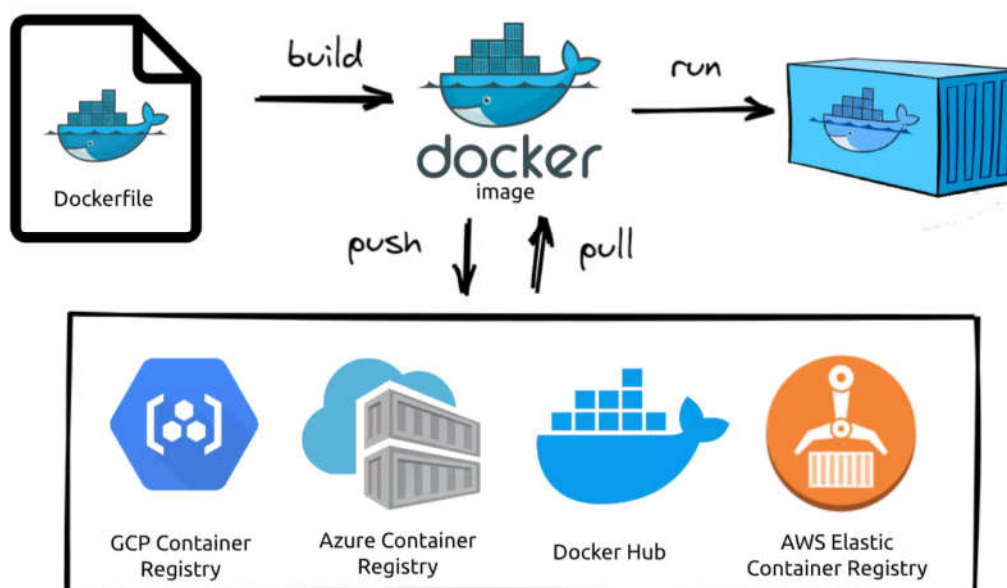 build
run
Dockerfile
docker
image
push
pull
GCP Container
Registry
Azure Container
Registry
Docker Hub
AWS Elastic
Container Registry